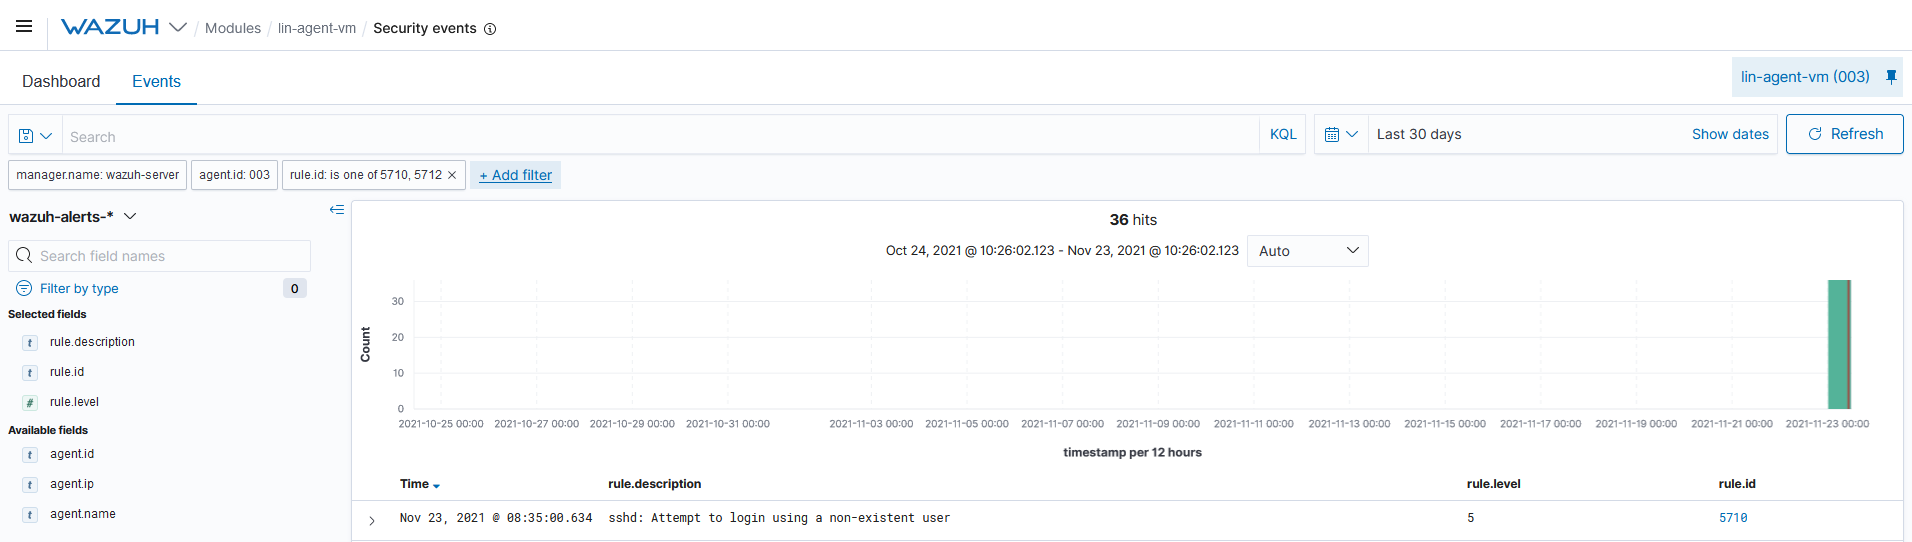 WAZUH / Modules / lin-agent-vm / Security events
Dashboard Events lin-agent-vm (003)
Search KQL Last 30 days Show dates Refresh
manager.name: wazuh-server agent.id: 003 rule.id: is one of 5710, 5712 × + Add filter
wazuh-alerts-*
Search field names
Filter by type 0
Selected fields
t rule.description
t rule.id
# rule.level
Available fields
t agent.id
t agent.ip
t agent.name
36 hits
Oct 24, 2021 @ 10:26:02.123 - Nov 23, 2021 @ 10:26:02.123 Auto
Count
30
20
10
0
2021-10-25 00:00 2021-10-27 00:00 2021-10-29 00:00 2021-10-31 00:00 2021-11-03 00:00 2021-11-05 00:00 2021-11-07 00:00 2021-11-09 00:00 2021-11-11 00:00 2021-11-13 00:00 2021-11-15 00:00 2021-11-17 00:00 2021-11-19 00:00 2021-11-21 00:00 2021-11-23 00:00
timestamp per 12 hours
Time rule.description rule.level rule.id
Nov 23, 2021 @ 08:35:00.634 sshd: Attempt to login using a non-existent user 5 5710